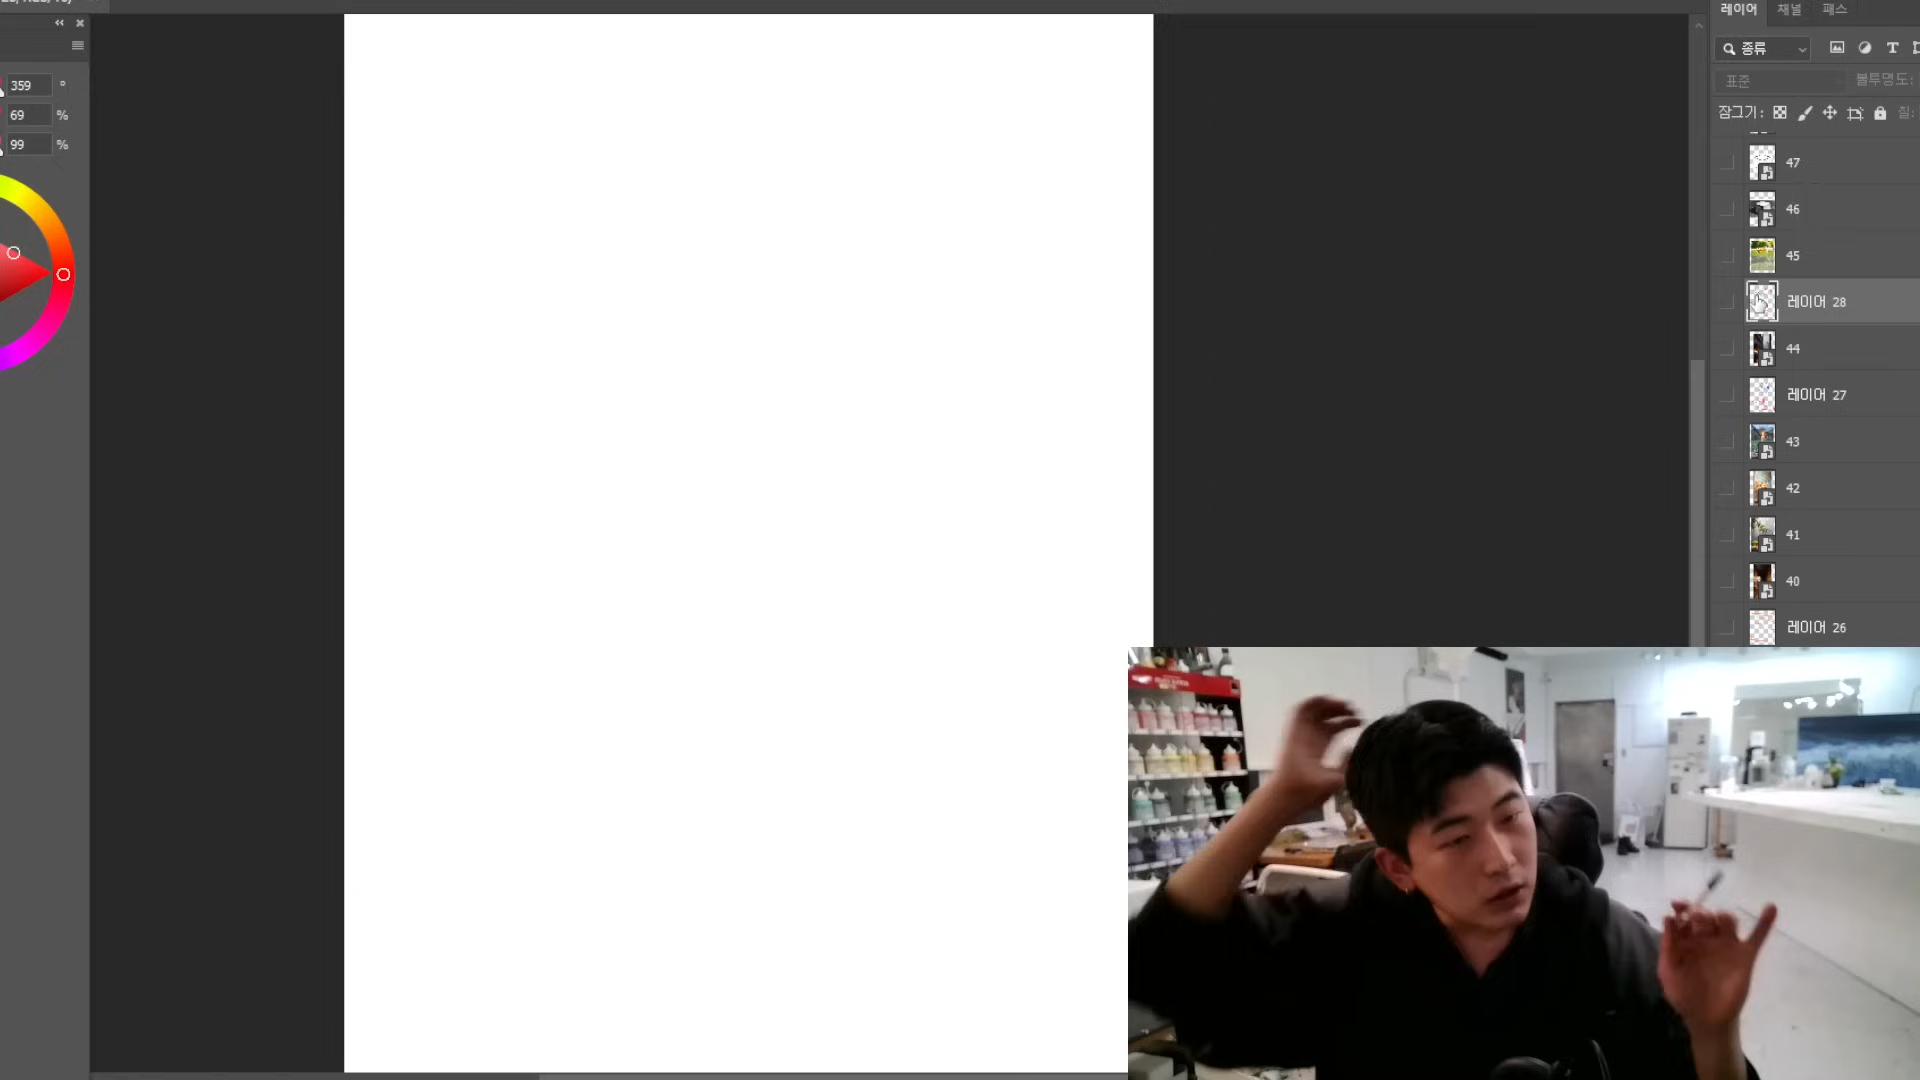 레이어 채널 패스
359 °
종류
69 %
표준 불투명도:
99 %
잠그기:
47
46
45
레이어 28
44
레이어 27
43
42
41
40
레이어 26